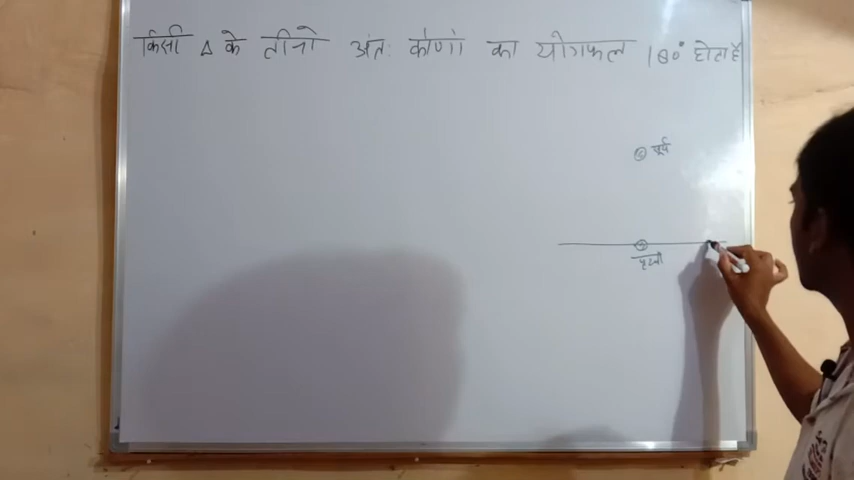 किसी Δ के तीनो अंतः कोणों का योगफल 180° होता है
सूर्य
पृथ्वी